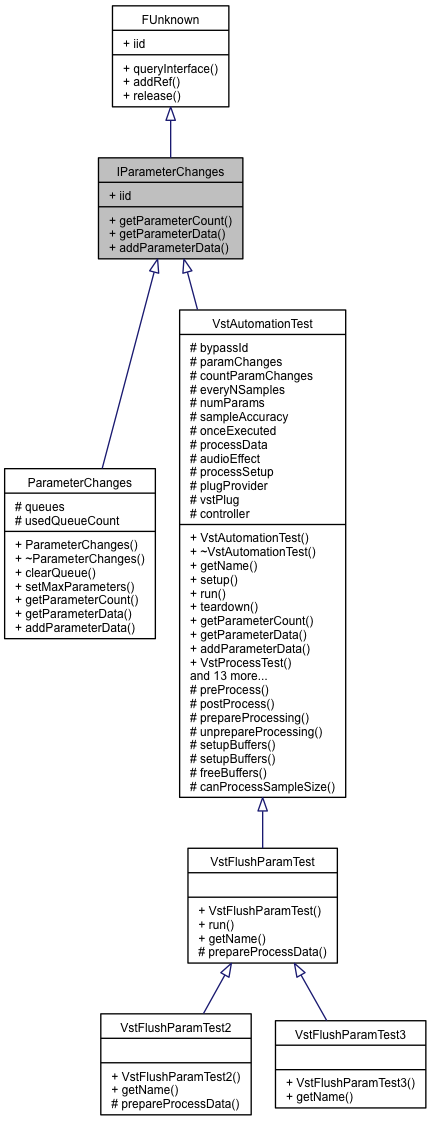 FUnknown
+ iid
+ queryInterface()
+ addRef()
+ release()
IParameterChanges
+ iid
+ getParameterCount()
+ getParameterData()
+ addParameterData()
VstAutomationTest
# bypassId
# paramChanges
# countParamChanges
# everyNSamples
# numParams
# sampleAccuracy
# onceExecuted
# processData
# audioEffect
# processSetup
# plugProvider
# vstPlug
# controller
+ VstAutomationTest()
+ ~VstAutomationTest()
+ getName()
+ setup()
+ run()
+ teardown()
+ getParameterCount()
+ getParameterData()
+ addParameterData()
+ VstProcessTest()
and 13 more...
# preProcess()
# postProcess()
# prepareProcessing()
# unprepareProcessing()
# setupBuffers()
# setupBuffers()
# freeBuffers()
# canProcessSampleSize()
ParameterChanges
# queues
# usedQueueCount
+ ParameterChanges()
+ ~ParameterChanges()
+ clearQueue()
+ setMaxParameters()
+ getParameterCount()
+ getParameterData()
+ addParameterData()
VstFlushParamTest
+ VstFlushParamTest()
+ run()
+ getName()
# prepareProcessData()
VstFlushParamTest2
+ VstFlushParamTest2()
+ getName()
# prepareProcessData()
VstFlushParamTest3
+ VstFlushParamTest3()
+ getName()